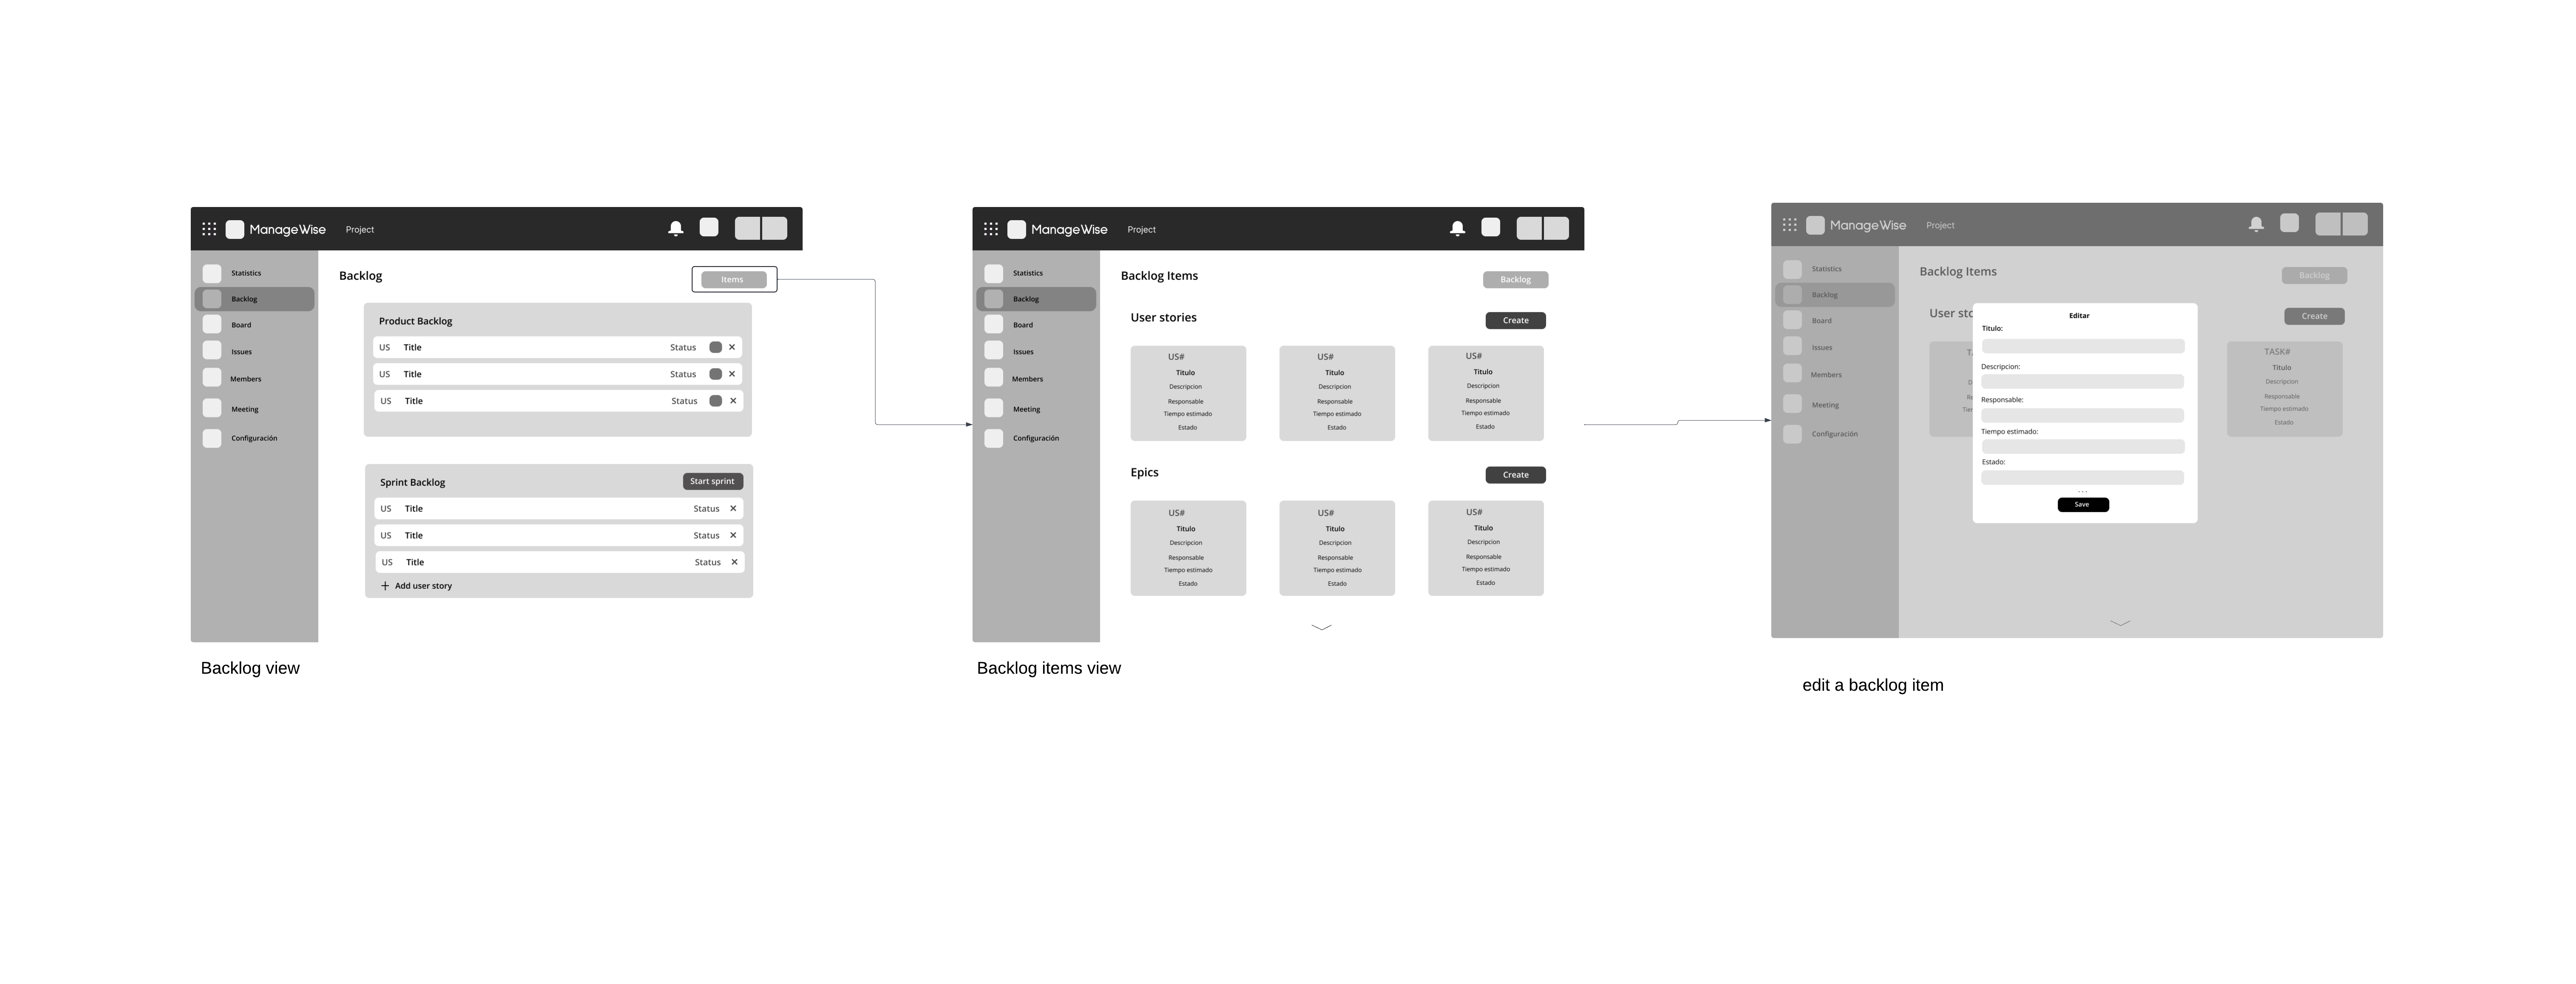 ManageWise Project
Statistics
Backlog
Board
Issues
Members
Meeting
Configuración
Backlog
Items
Product Backlog
US Title Status
US Title Status
US Title Status
Sprint Backlog
Start sprint
US Title Status
US Title Status
US Title Status
Add user story
Backlog view
ManageWise Project
Statistics
Backlog
Board
Issues
Members
Meeting
Configuración
Backlog Items
Backlog
User stories
Create
US#
Titulo
Descripcion
Responsable
Tiempo estimado
Estado
US#
Titulo
Descripcion
Responsable
Tiempo estimado
Estado
US#
Titulo
Descripcion
Responsable
Tiempo estimado
Estado
Epics
Create
US#
Titulo
Descripcion
Responsable
Tiempo estimado
Estado
US#
Titulo
Descripcion
Responsable
Tiempo estimado
Estado
US#
Titulo
Descripcion
Responsable
Tiempo estimado
Estado
Backlog items view
ManageWise Project
Statistics
Backlog
Board
Issues
Members
Meeting
Configuración
Backlog Items
Backlog
User sto
Create
Editar
Titulo:
Descripcion:
Responsable:
Tiempo estimado:
Estado:
...
Save
TASK#
Titulo
Descripcion
Responsable
Tiempo estimado
Estado
edit a backlog item